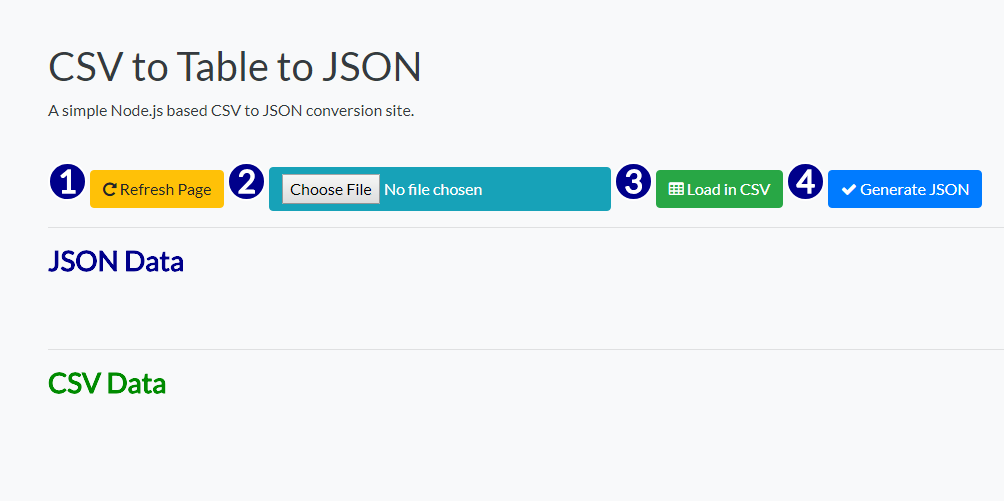 CSV to Table to JSON
A simple Node.js based CSV to JSON conversion site.
1 Refresh Page 2 Choose File No file chosen 3 Load in CSV 4 Generate JSON
JSON Data
CSV Data